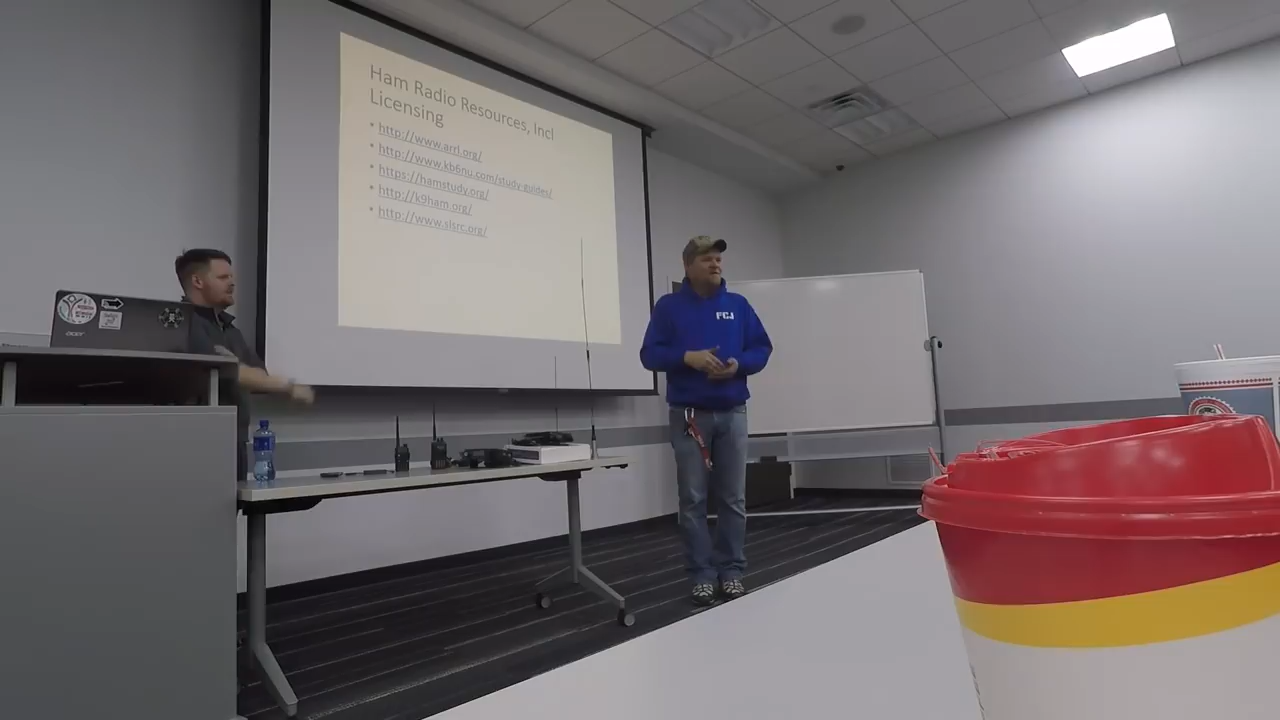 Ham Radio Resources, Incl
Licensing
• http://www.arrl.org/
• http://www.kb6nu.com/study-guides/
• https://hamstudy.org/
• http://k9ham.org/
• http://www.slsrc.org/
FCJ
acer